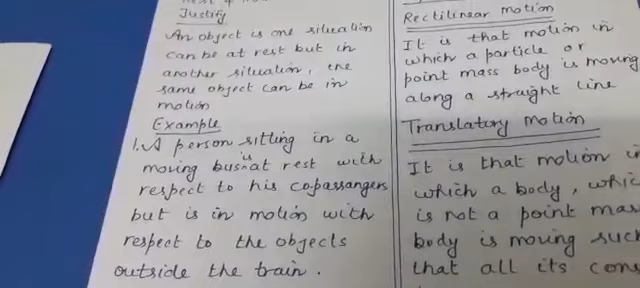 Justify
An object is one situation
can be at rest but in
another situation, the
same object can be in
motion
Example
1. A person sitting in a
moving bus is at rest with
respect to his copassangers
but is in motion with
respect to the objects
outside the train.
Rectilinear motion
It is that motion in
which a particle or
point mass body is moving
along a straight line
Translatory motion
It is that motion
which a body,
is not a point
body is moving such
that all its